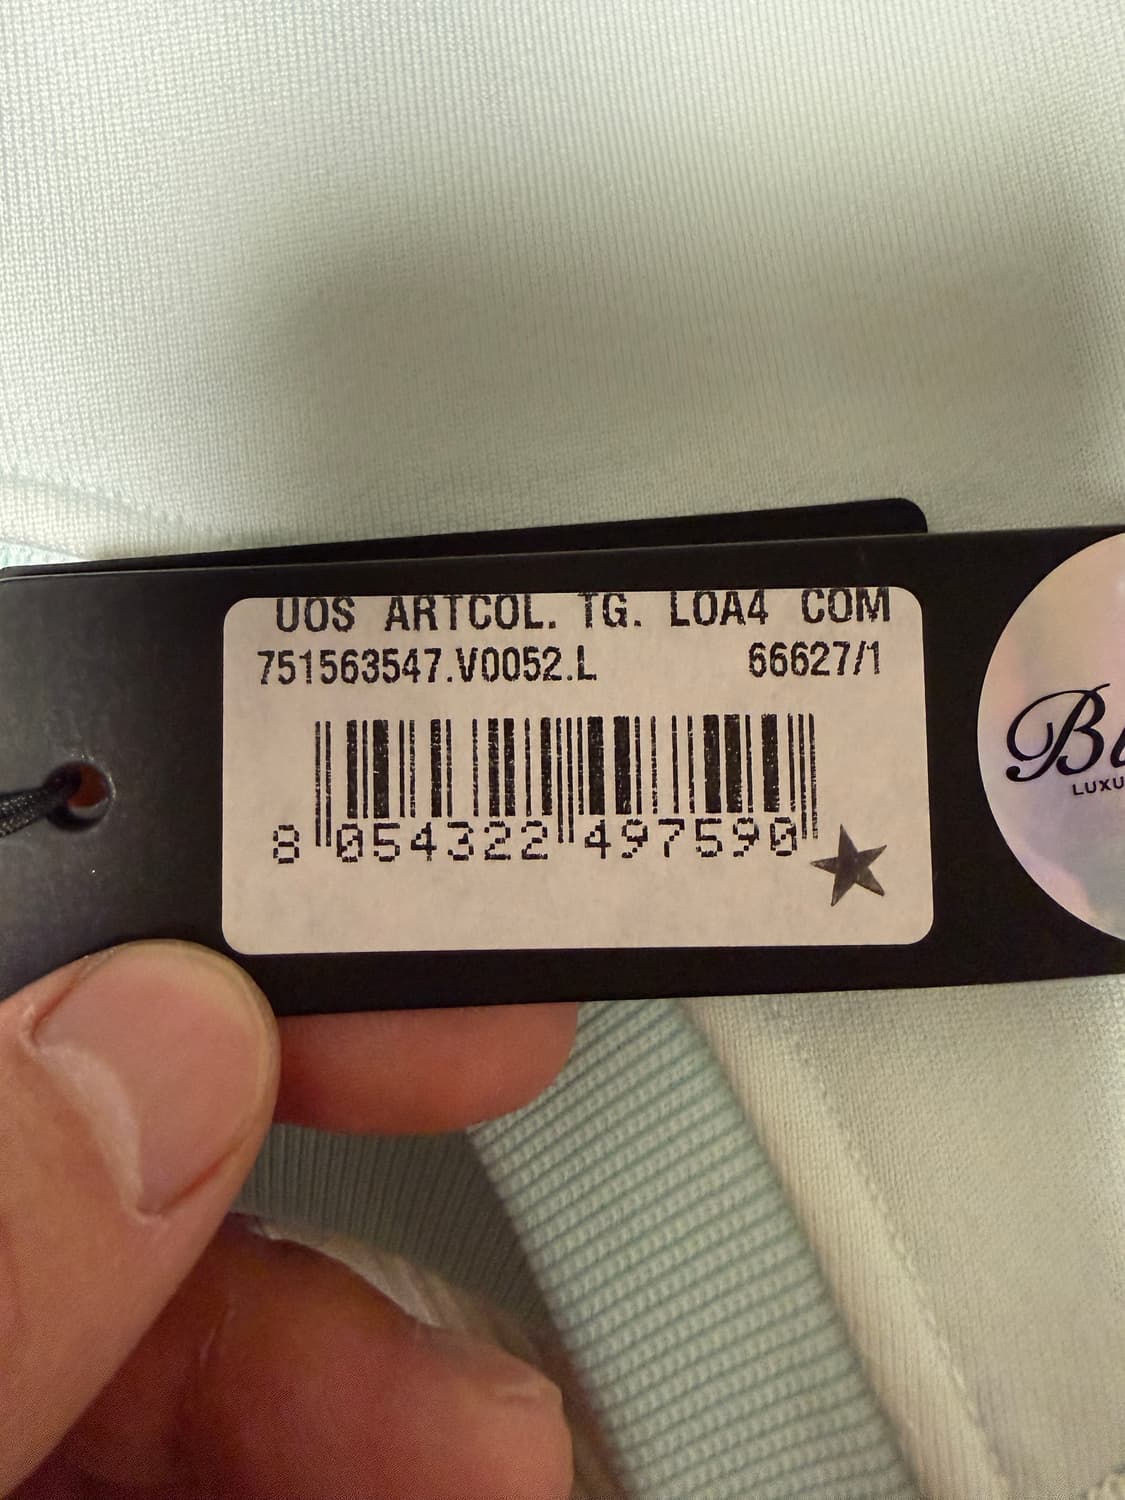 UOS ARTCOL. TG. LOA4 COM
751563547.V0052.L 66627/1
8 054322 497590